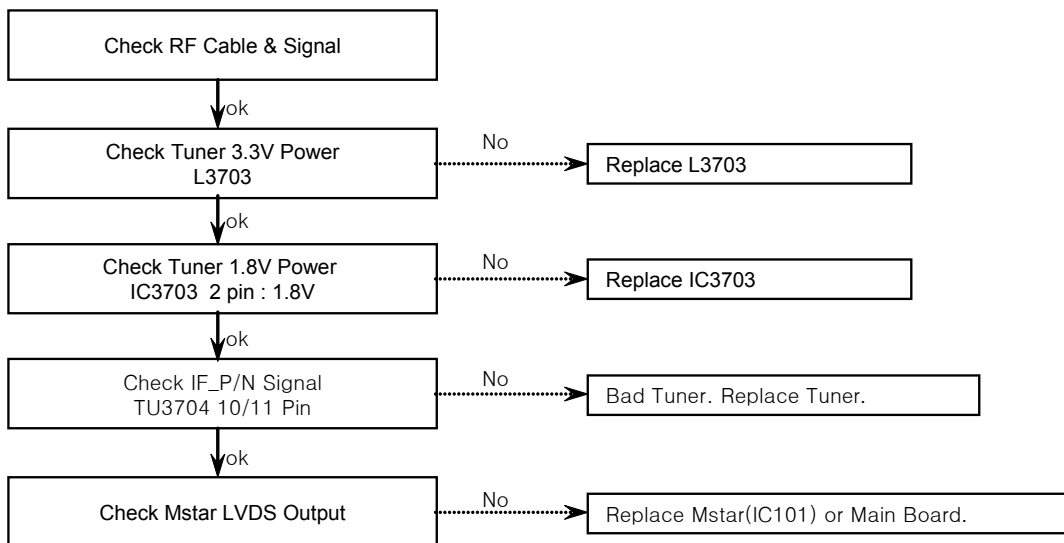 Check RF Cable & Signal
ok
Check Tuner 3.3V Power
L3703
No
Replace L3703
ok
Check Tuner 1.8V Power
IC3703  2 pin : 1.8V
No
Replace IC3703
ok
Check IF_P/N Signal
TU3704 10/11 Pin
No
Bad Tuner. Replace Tuner.
ok
Check Mstar LVDS Output
No
Replace Mstar(IC101) or Main Board.